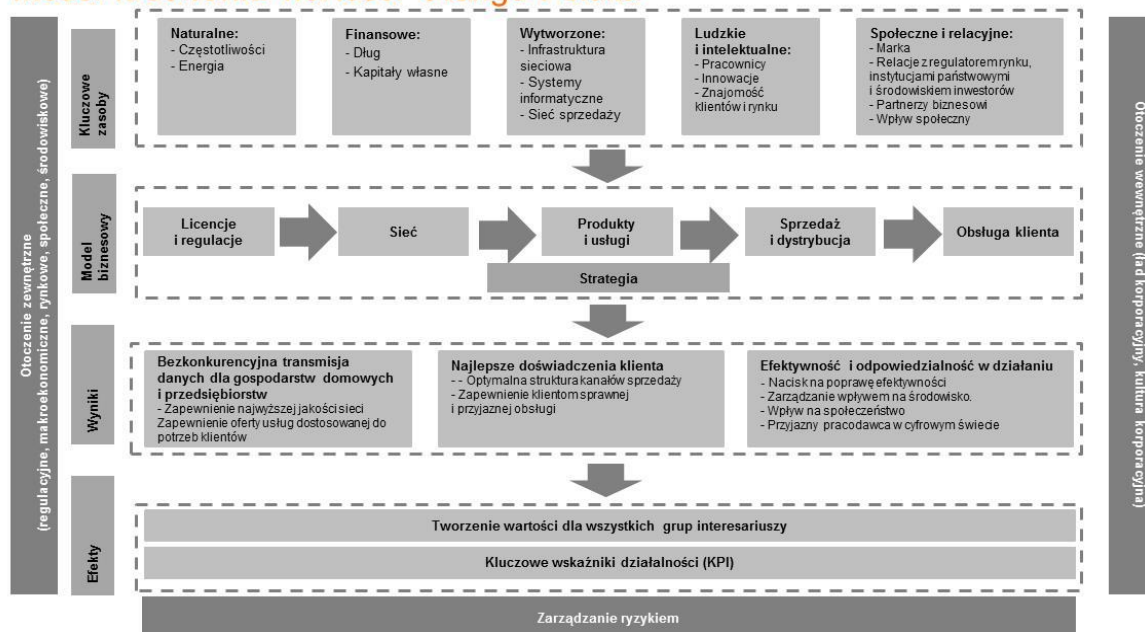 Otoczenie zewnętrzne
(regulacyjne, makroekonomiczne, rynkowe, społeczne, środowiskowe)
Kluczowe
zasoby
Naturalne:
- Częstotliwości
- Energia
Finansowe:
- Dług
- Kapitały własne
Wytworzone:
- Infrastruktura
sieciowa
- Systemy
informatyczne
- Sieć sprzedaży
Ludzkie
i intelektualne:
- Pracownicy
- Innowacje
- Znajomość
klientów i rynku
Społeczne i relacyjne:
- Marka
- Relacje z regulatorem rynku,
instytucjami państwowymi
i środowiskiem inwestorów
- Partnerzy biznesowi
- Wpływ społeczny
Model
biznesowy
Licencje
i regulacje
Sieć
Produkty
i usługi
Sprzedaż
i dystrybucja
Obsługa klienta
Strategia
Wyniki
Bezkonkurencyjna transmisja
danych dla gospodarstw domowych
i przedsiębiorstw
- Zapewnienie najwyższej jakości sieci
Zapewnienie oferty usług dostosowanej do
potrzeb klientów
Najlepsze doświadczenia klienta
- - Optymalna struktura kanałów sprzedaży
- Zapewnienie klientom sprawnej
i przyjaznej obsługi
Efektywność i odpowiedzialność w działaniu
- Nacisk na poprawę efektywności
- Zarządzanie wpływem na środowisko.
- Wpływ na społeczeństwo
- Przyjazny pracodawca w cyfrowym świecie
Efekty
Tworzenie wartości dla wszystkich grup interesariuszy
Kluczowe wskaźniki działalności (KPI)
Zarządzanie ryzykiem
Otoczenie wewnętrzne (ład koporacyjny, kultura koporacyjna)